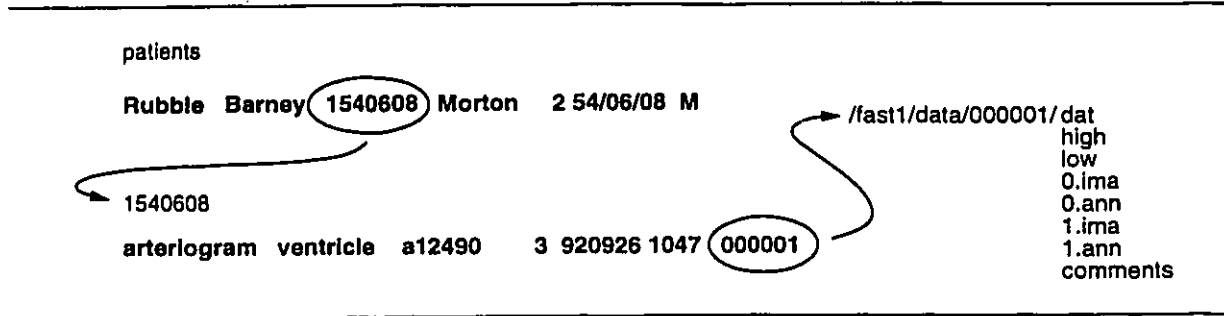 patients
Rubble Barney 1540608 Morton 2 54/06/08 M
/fast1/data/000001/ dat
high
low
0.ima
0.ann
1.ima
1.ann
comments
1540608
arteriogram ventricle a12490 3 920926 1047 000001